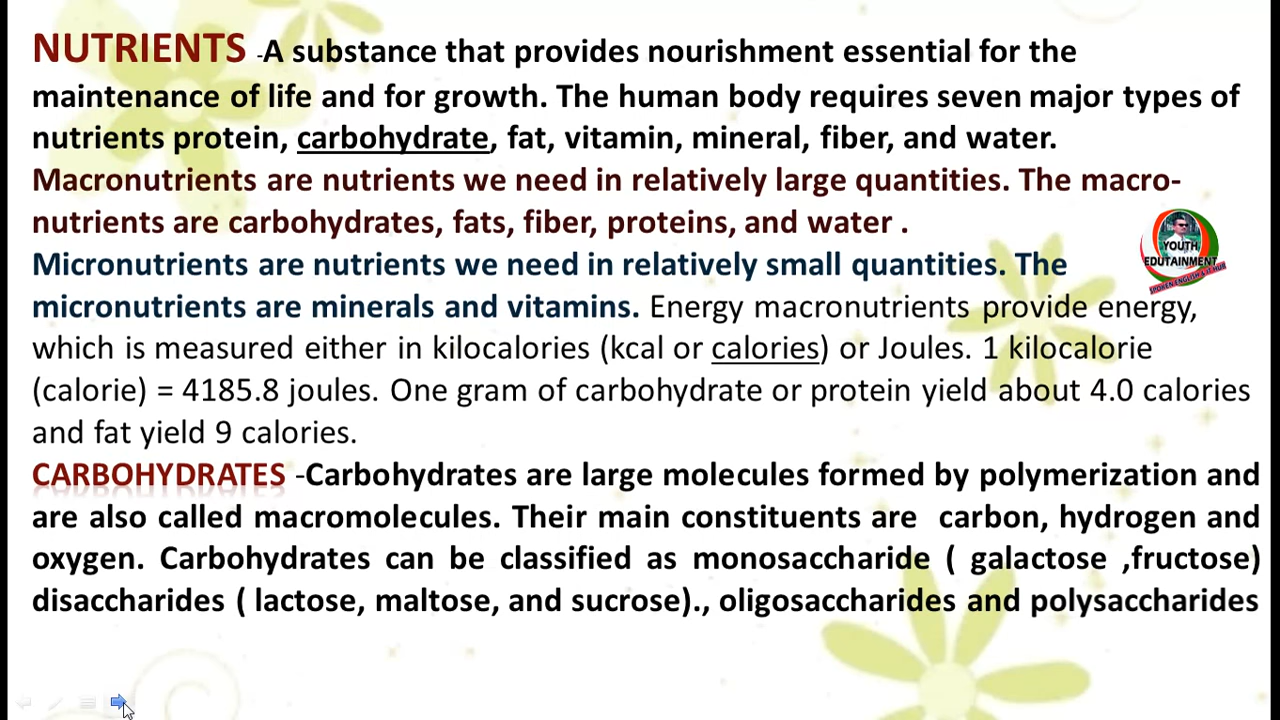 NUTRIENTS -A substance that provides nourishment essential for the
maintenance of life and for growth. The human body requires seven major types of
nutrients protein, carbohydrate, fat, vitamin, mineral, fiber, and water.
Macronutrients are nutrients we need in relatively large quantities. The macro-
nutrients are carbohydrates, fats, fiber, proteins, and water .
YOUTH
EDUTAINMENT
SPOKEN ENGLISH & IT HUB
Micronutrients are nutrients we need in relatively small quantities. The
micronutrients are minerals and vitamins. Energy macronutrients provide energy,
which is measured either in kilocalories (kcal or calories) or Joules. 1 kilocalorie
(calorie) = 4185.8 joules. One gram of carbohydrate or protein yield about 4.0 calories
and fat yield 9 calories.
CARBOHYDRATES -Carbohydrates are large molecules formed by polymerization and
are also called macromolecules. Their main constituents are carbon, hydrogen and
oxygen. Carbohydrates can be classified as monosaccharide ( galactose ,fructose)
disaccharides ( lactose, maltose, and sucrose)., oligosaccharides and polysaccharides